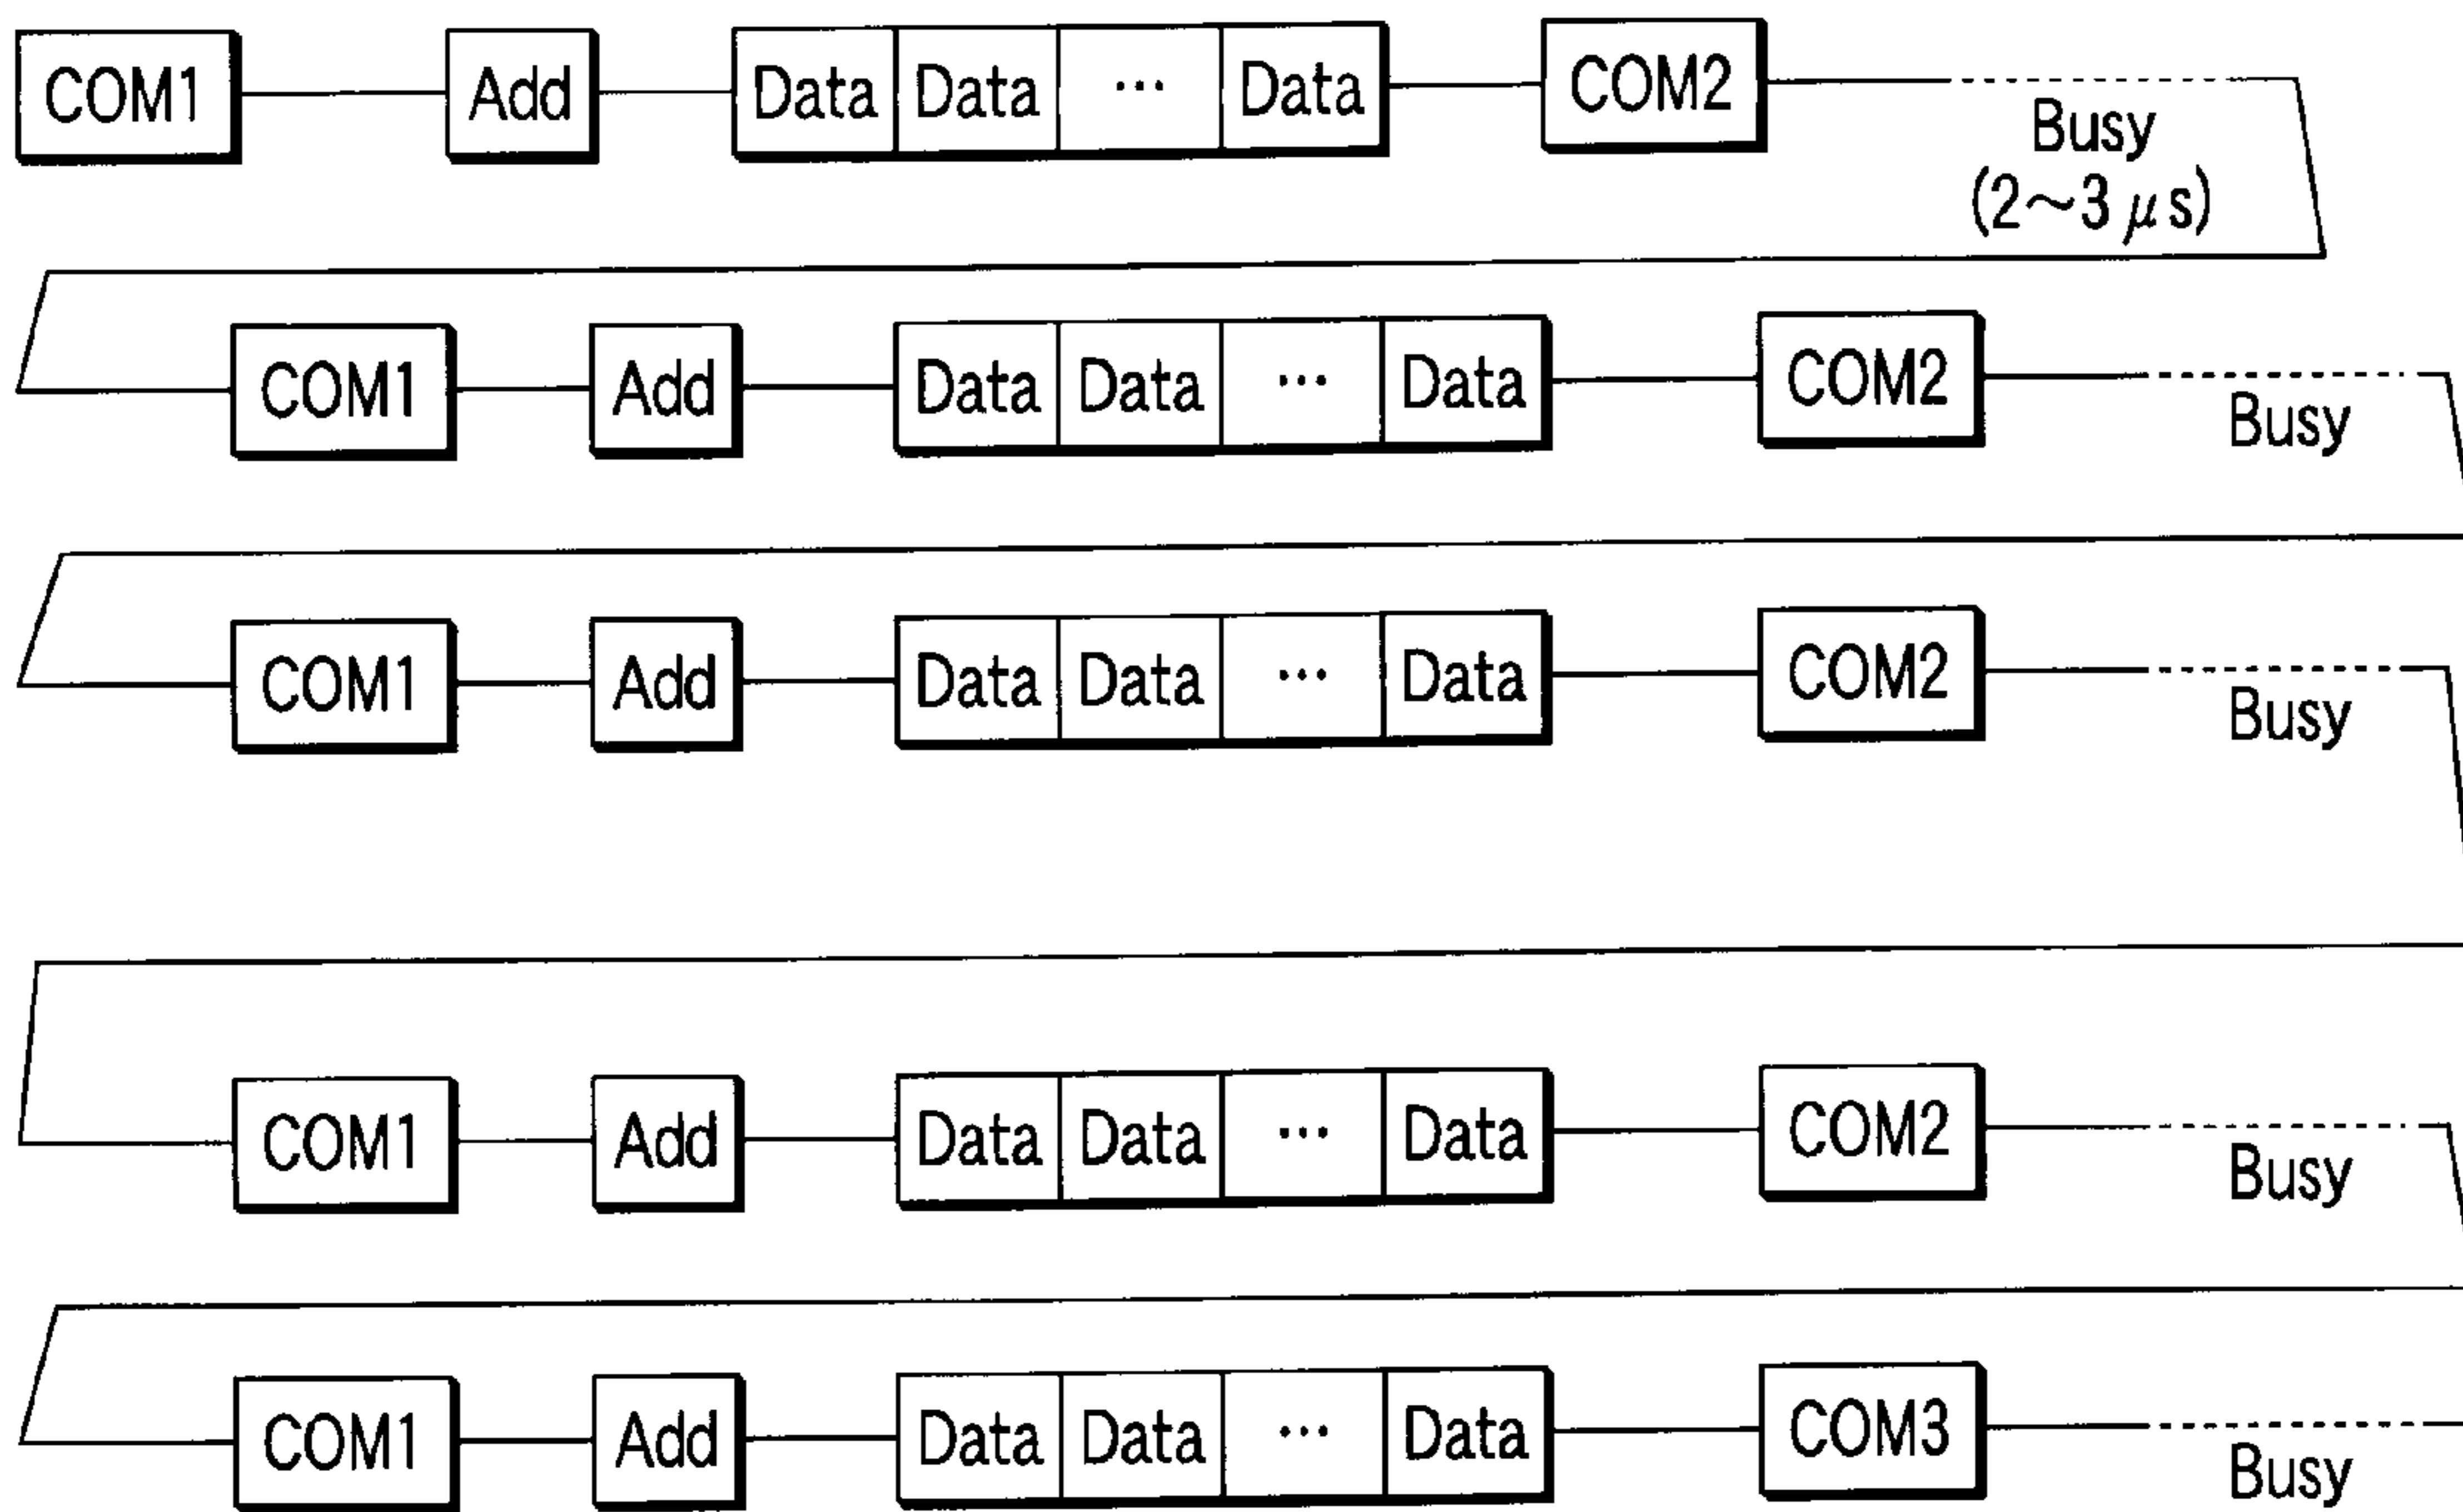 COM1 Add Data Data ... Data COM2
Busy
(2～3 μs)
COM1 Add Data Data ... Data COM2
Busy
COM1 Add Data Data ... Data COM2
Busy
COM1 Add Data Data ... Data COM2
Busy
COM1 Add Data Data ... Data COM3
Busy